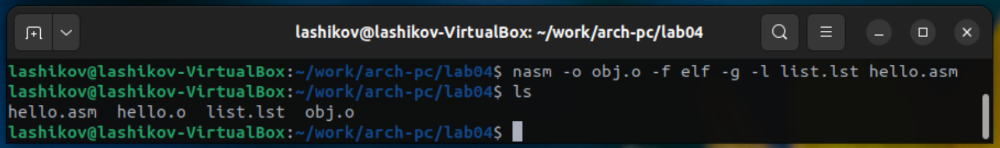 lashikov@lashikov-VirtualBox: ~/work/arch-pc/lab04
lashikov@lashikov-VirtualBox:~/work/arch-pc/lab04$ nasm -o obj.o -f elf -g -l list.lst hello.asm
lashikov@lashikov-VirtualBox:~/work/arch-pc/lab04$ ls
hello.asm  hello.o  list.lst  obj.o
lashikov@lashikov-VirtualBox:~/work/arch-pc/lab04$